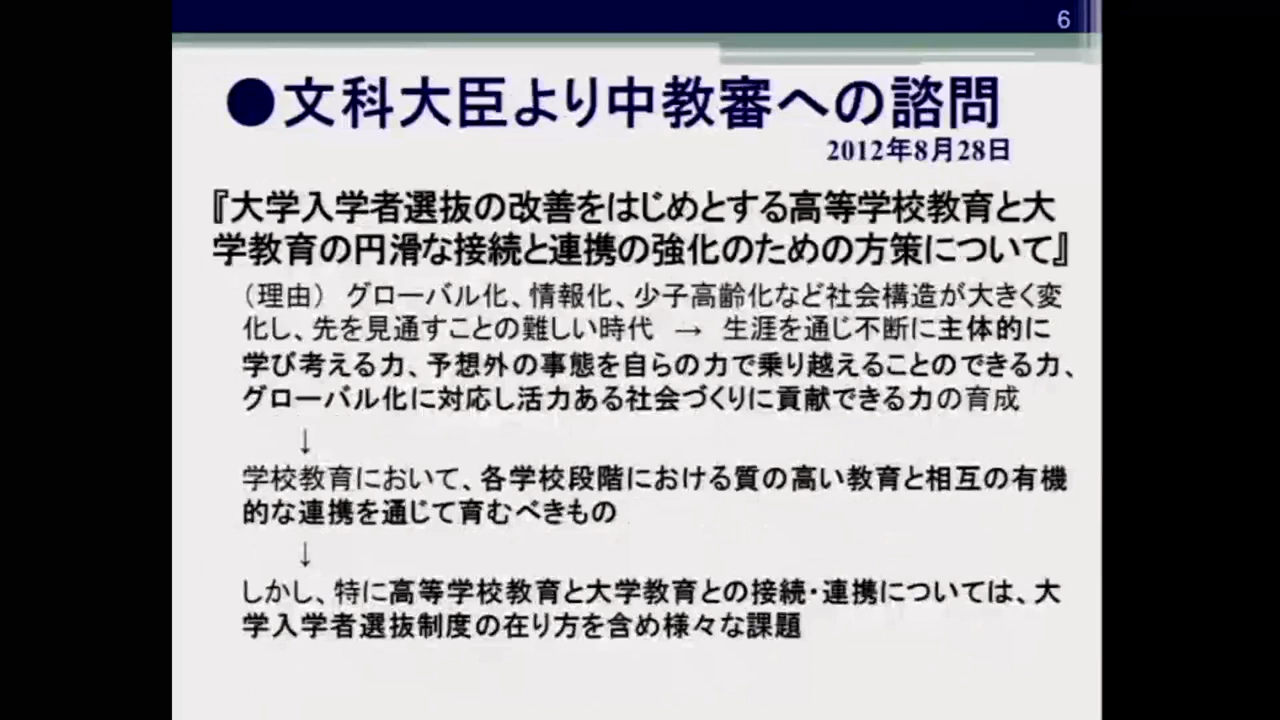 6
●文科大臣より中教審への諮問
2012年8月28日
『大学入学者選抜の改善をはじめとする高等学校教育と大
学教育の円滑な接続と連携の強化のための方策について』
（理由） グローバル化、情報化、少子高齢化など社会構造が大きく変
化し、先を見通すことの難しい時代 → 生涯を通じ不断に主体的に
学び考える力、予想外の事態を自らの力で乗り越えることのできる力、
グローバル化に対応し活力ある社会づくりに貢献できる力の育成
↓
学校教育において、各学校段階における質の高い教育と相互の有機
的な連携を通じて育むべきもの
↓
しかし、特に高等学校教育と大学教育との接続・連携については、大
学入学者選抜制度の在り方を含め様々な課題